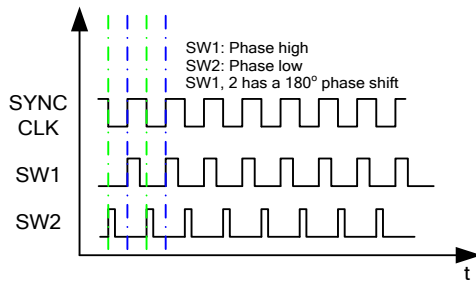 SW1: Phase high
SW2: Phase low
SW1, 2 has a 180° phase shift
SYNC
CLK
SW1
SW2
t